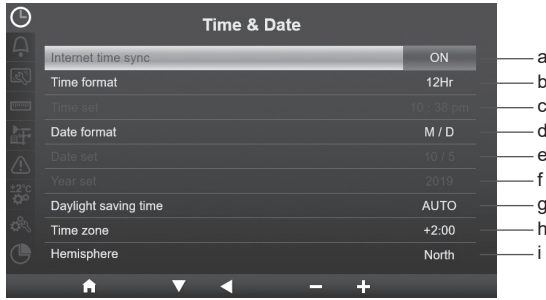 Time & Date
Internet time sync ON a
Time format 12Hr b
Time set 10 : 38 pm c
Date format M / D d
Date set 10 / 5 e
Year set 2019 f
Daylight saving time AUTO g
Time zone +2:00 h
Hemisphere North i
±2°C